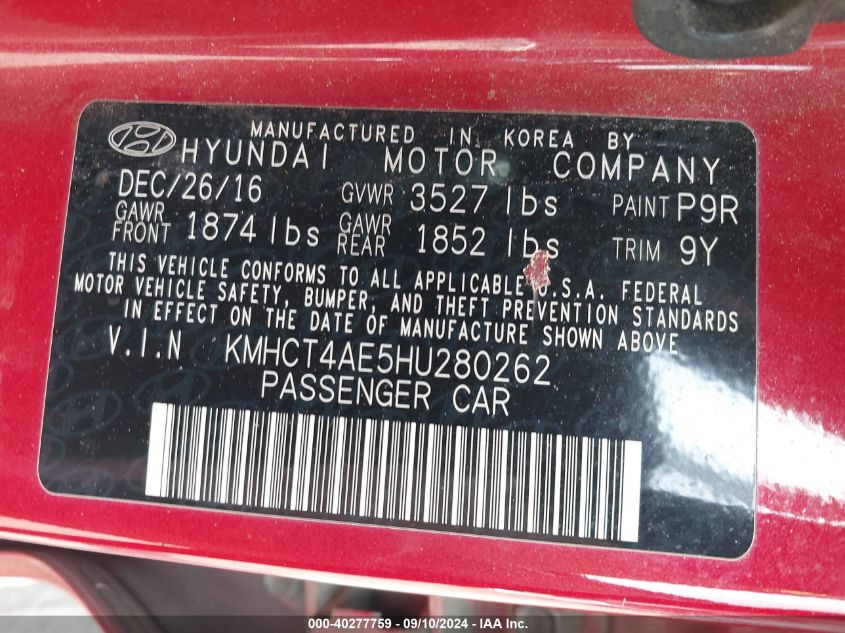 MANUFACTURED IN KOREA BY
HYUNDAI MOTOR COMPANY
DEC/26/16 GVWR 3527 lbs PAINT P9R
GAWR FRONT 1874 lbs GAWR REAR 1852 lbs TRIM 9Y
THIS VEHICLE CONFORMS TO ALL APPLICABLE U.S.A. FEDERAL
MOTOR VEHICLE SAFETY, BUMPER, AND THEFT PREVENTION STANDARDS
IN EFFECT ON THE DATE OF MANUFACTURE SHOWN ABOVE
V.I.N KMHCT4AE5HU280262
PASSENGER CAR
000-40277759 - 09/10/2024 - IAA, Inc.